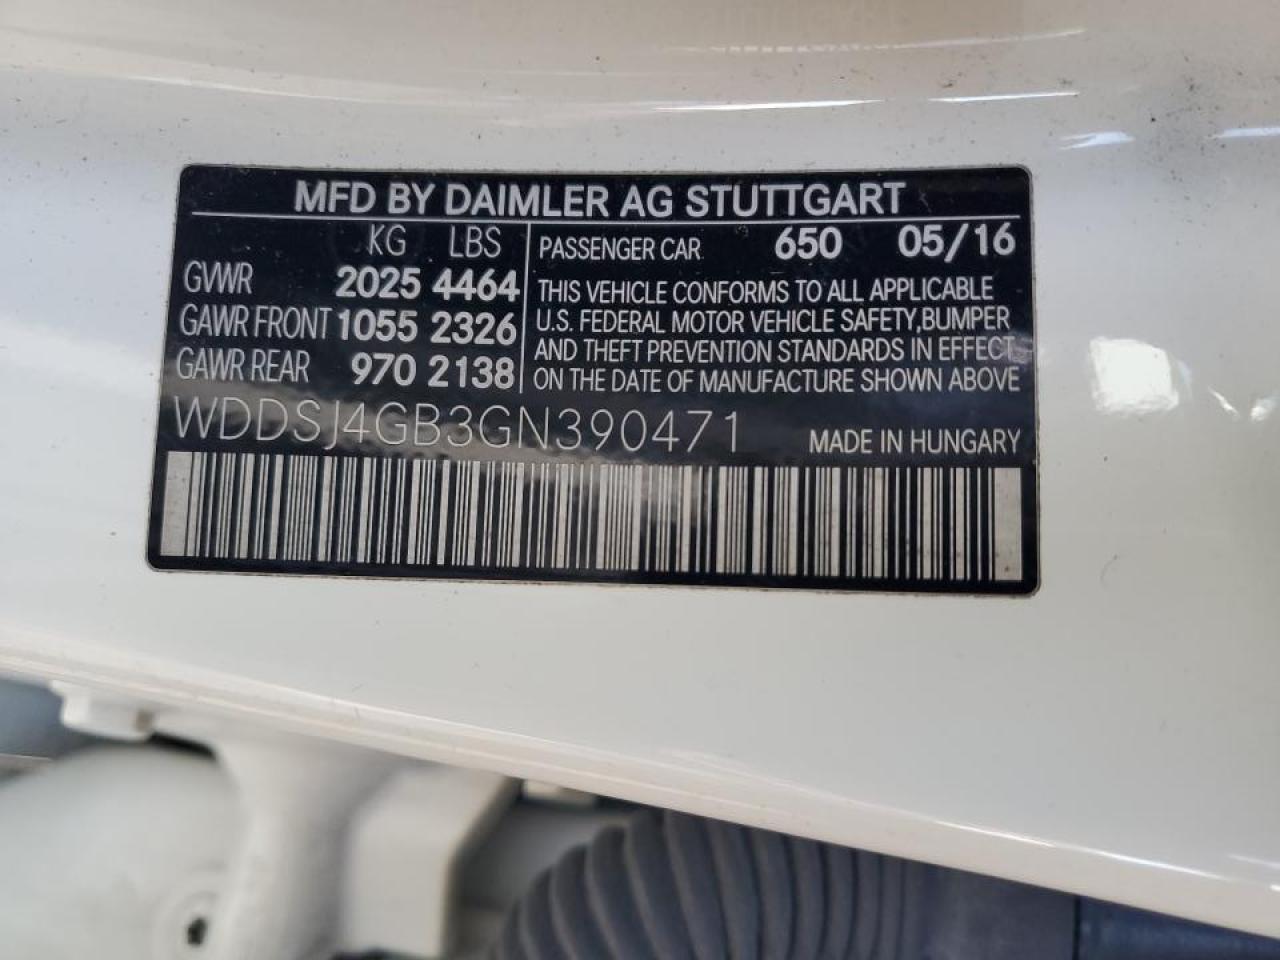 MFD BY DAIMLER AG STUTTGART
KG LBS
GVWR 2025 4464
GAWR FRONT 1055 2326
GAWR REAR 970 2138
PASSENGER CAR 650 05/16
THIS VEHICLE CONFORMS TO ALL APPLICABLE
U.S. FEDERAL MOTOR VEHICLE SAFETY, BUMPER
AND THEFT PREVENTION STANDARDS IN EFFECT
ON THE DATE OF MANUFACTURE SHOWN ABOVE
WDDSJ4GB3GN390471 MADE IN HUNGARY